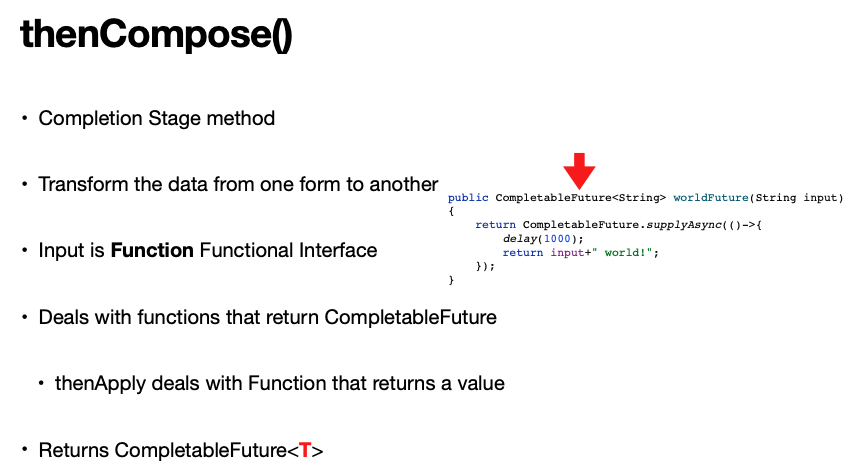 thenCompose()
• Completion Stage method
• Transform the data from one form to another
• Input is Function Functional Interface
• Deals with functions that return CompletableFuture
• thenApply deals with Function that returns a value
• Returns CompletableFuture<T>
public CompletableFuture<String> worldFuture(String input)
{
return CompletableFuture.supplyAsync(()->{
delay(1000);
return input+" world!";
});
}